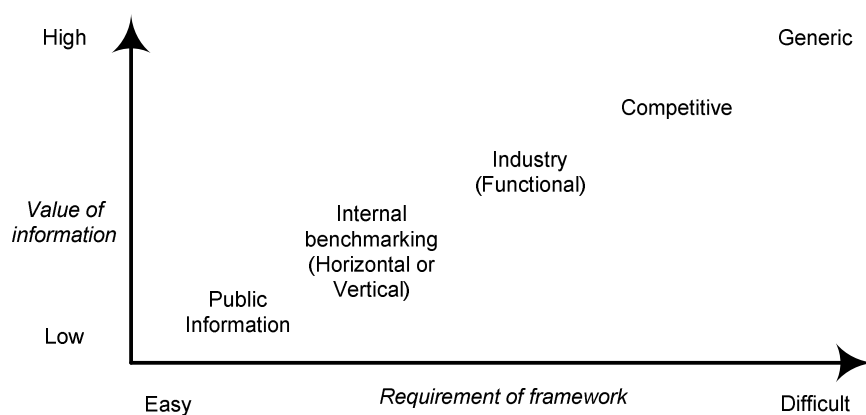 High
Generic
Competitive
Industry
(Functional)
Value of
information
Internal
benchmarking
(Horizontal or
Vertical)
Public
Information
Low
Easy
Requirement of framework
Difficult